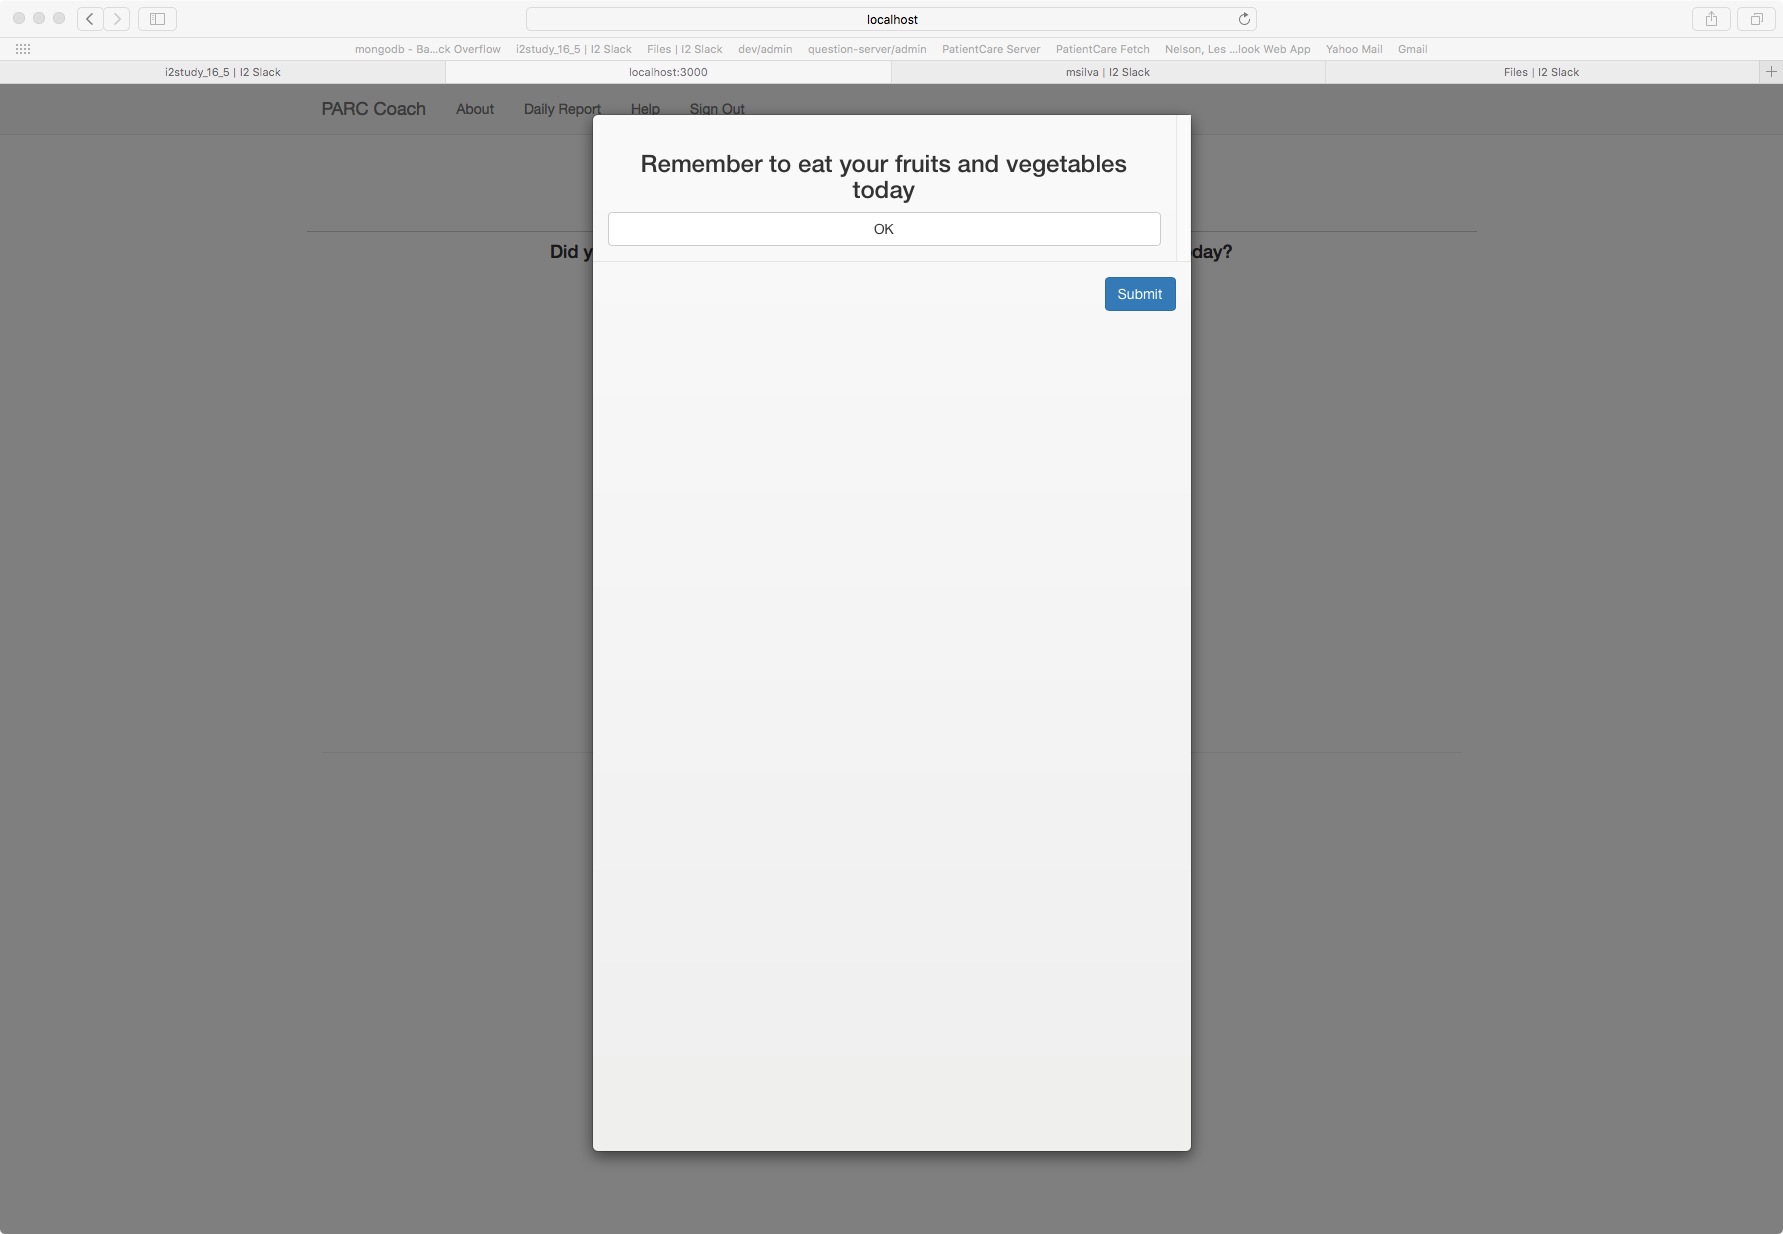 localhost
mongodb - Ba...ck Overflow i2study_16_5 | I2 Slack Files | I2 Slack dev/admin question-server/admin PatientCare Server PatientCare Fetch Nelson, Les ...look Web App Yahoo Mail Gmail
i2study_16_5 | I2 Slack localhost:3000 msilva | I2 Slack Files | I2 Slack
PARC Coach About Daily Report Help Sign Out
Remember to eat your fruits and vegetables
today
OK
Did y
day?
Submit